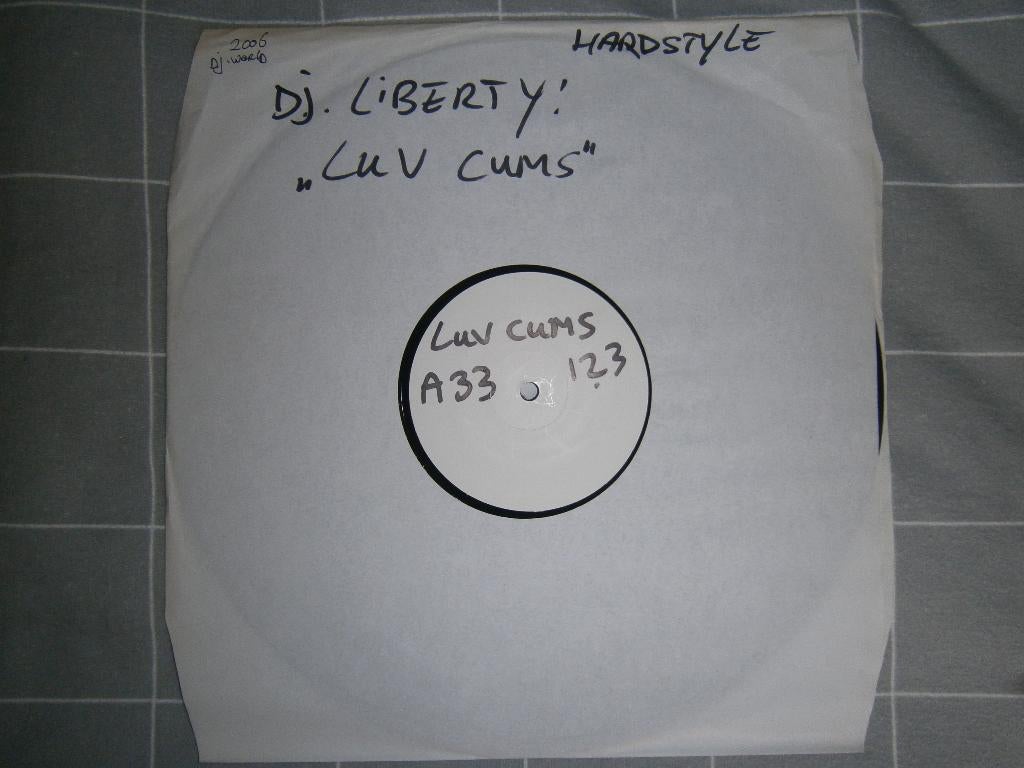 2006
Dj. WORLD
HARDSTYLE
Dj. LiBERTY:
„LUV CUMS"
LUV CUMS
A33 123